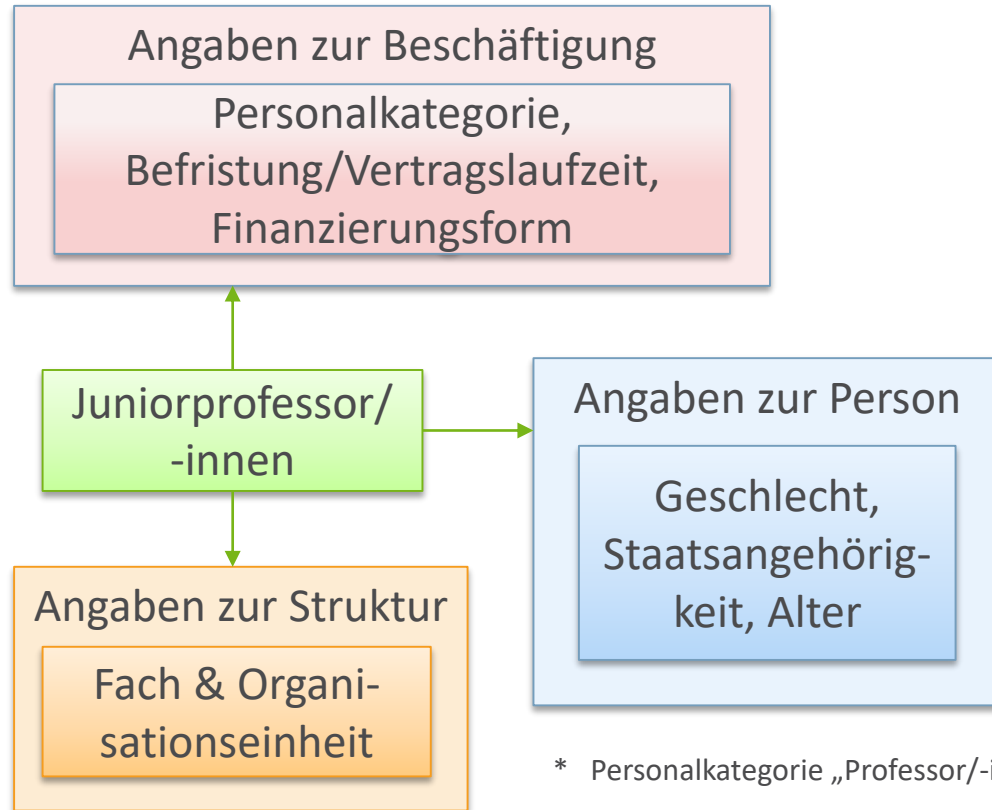 Angaben zur Beschäftigung
Personalkategorie,
Befristung/Vertragslaufzeit,
Finanzierungsform
Juniorprofessor/
-innen
Angaben zur Person
Geschlecht,
Staatsangehörig-
keit, Alter
Angaben zur Struktur
Fach & Organi-
sationseinheit
* Personalkategorie „Professor/-i